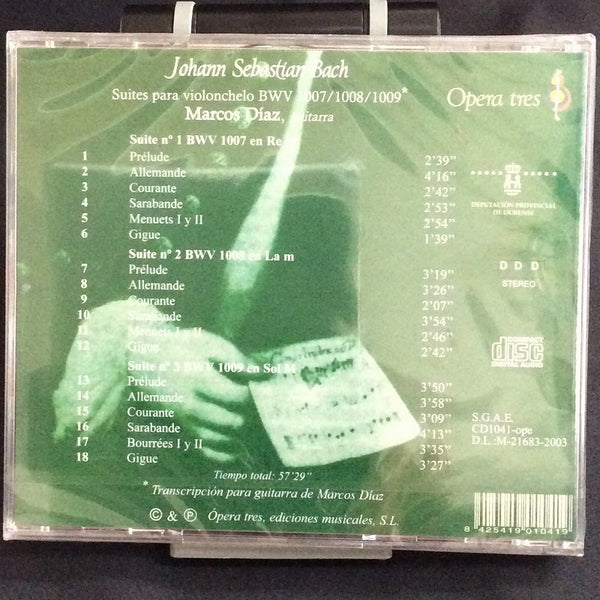 Johann Sebastian Bach
Suites para violonchelo BWV 1007/1008/1009*
Marcos Díaz, guitarra
Opera tres
Suite nº 1 BWV 1007 en Re
1 Prélude 2’39”
2 Allemande 4’16”
3 Courante 2’42”
4 Sarabande 2’53”
5 Menuets I y II 2’54”
6 Gigue 1’39”
DEPUTACIÓN PROVINCIAL
DE OURENSE
Suite nº 2 BWV 1008 en La m
7 Prélude 3’19”
8 Allemande 3’26”
9 Courante 2’07”
10 Sarabande 3’54”
11 Menuets I y II 2’46”
12 Gigue 2’42”
D D D
STEREO
COMPACT
disc
DIGITAL AUDIO
Suite nº 3 BWV 1009 en Sol M
13 Prélude 3’50”
14 Allemande 3’58”
15 Courante 3’09”
16 Sarabande 4’13”
17 Bourrées I y II 3’35”
18 Gigue 3’27”
S.G.A.E.
CD1041-ope
D.L.:M-21683-2003
Tiempo total: 57’29”
* Transcripción para guitarra de Marcos Díaz
© & ℗ Ópera tres, ediciones musicales, S.L.
8 425419 010419